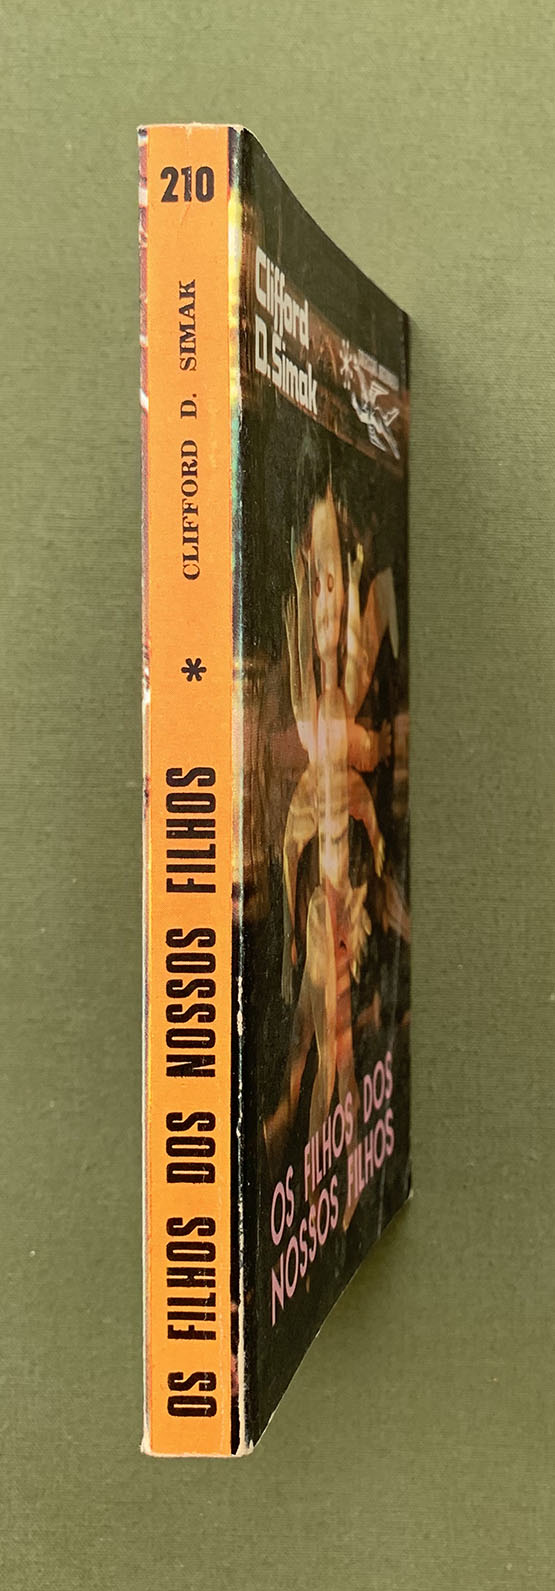 210
OS FILHOS DOS NOSSOS FILHOS * CLIFFORD D. SIMAK
Clifford
D. Simak
*
OS FILHOS DOS
NOSSOS FILHOS